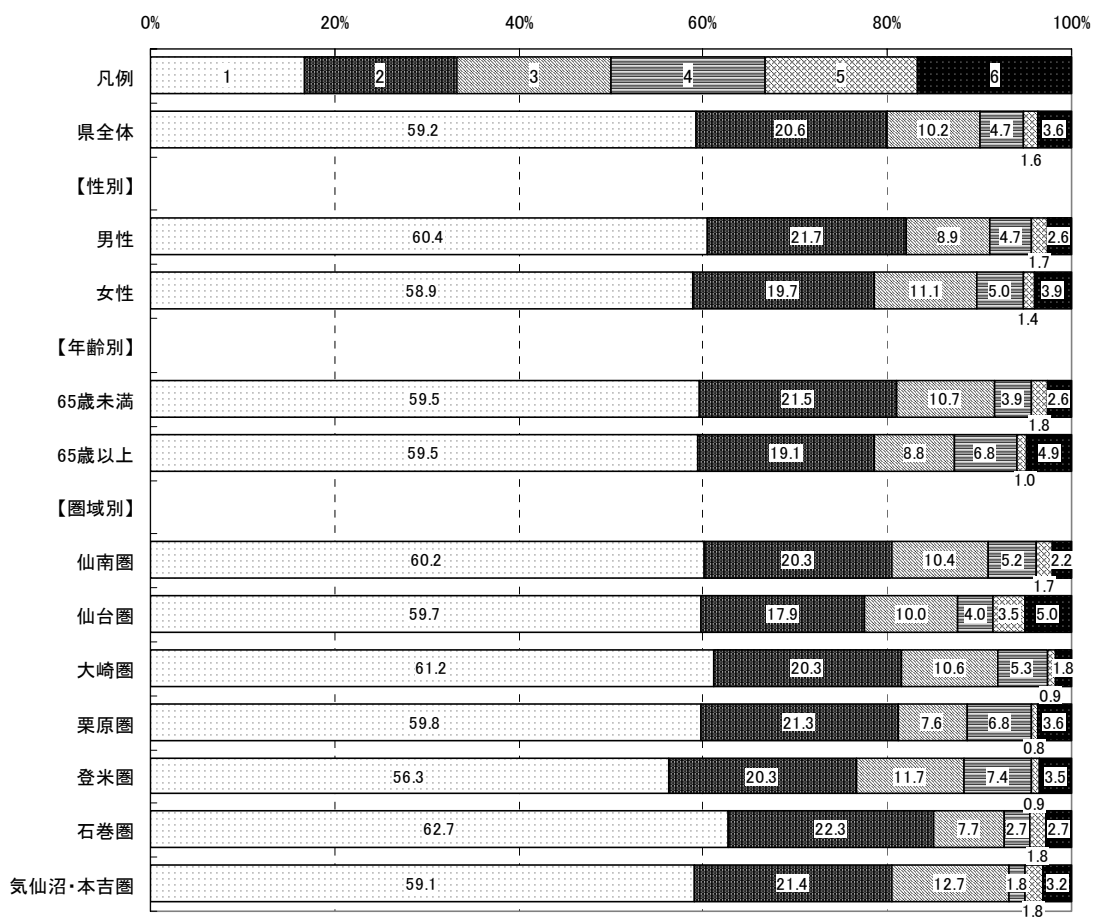 0% 20% 40% 60% 80% 100%
凡例 1 2 3 4 5 6
県全体 59.2 20.6 10.2 4.7 3.6
1.6
【性別】
男性 60.4 21.7 8.9 4.7 2.6
1.7
女性 58.9 19.7 11.1 5.0 3.9
1.4
【年齢別】
65歳未満 59.5 21.5 10.7 3.9 2.6
1.8
65歳以上 59.5 19.1 8.8 6.8 4.9
1.0
【圏域別】
仙南圏 60.2 20.3 10.4 5.2 2.2
1.7
仙台圏 59.7 17.9 10.0 4.0 3.5 5.0
大崎圏 61.2 20.3 10.6 5.3 1.8
0.9
栗原圏 59.8 21.3 7.6 6.8 3.6
0.8
登米圏 56.3 20.3 11.7 7.4 3.5
0.9
石巻圏 62.7 22.3 7.7 2.7 2.7
1.8
気仙沼・本吉圏 59.1 21.4 12.7 1.8 3.2
1.8